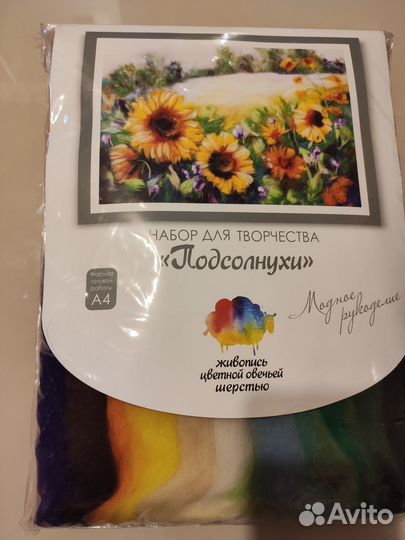 НАБОР ДЛЯ ТВОРЧЕСТВА
«Подсолнухи»
Формат
готовой
работы
А4
Модное
рукоделие
живопись
цветной овечьей
шерстью
Avito